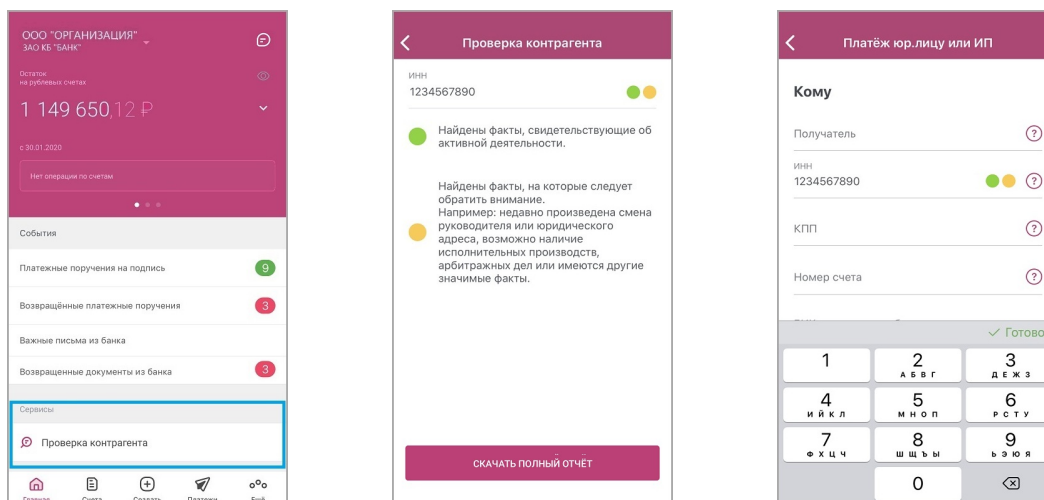 ООО "ОРГАНИЗАЦИЯ"
ЗАО КБ "БАНК"
Остаток
на рублевых счетах
1 149 650,12 ₽
с 30.01.2020
Нет операции по счетам
События
Платежные поручения на подпись 9
Возвращённые платежные поручения 3
Важные письма из банка
Возвращенные документы из банка 3
Сервисы
Проверка контрагента
Главная Счета Создать Платежи Ещё
Проверка контрагента
ИНН
1234567890
Найдены факты, свидетельствующие об
активной деятельности.
Найдены факты, на которые следует
обратить внимание.
Например: недавно произведена смена
руководителя или юридического
адреса, возможно наличие
исполнительных производств,
арбитражных дел или имеются другие
значимые факты.
СКАЧАТЬ ПОЛНЫЙ ОТЧЁТ
Платёж юр.лицу или ИП
Кому
Получатель ?
ИНН
1234567890 ?
КПП ?
Номер счета ?
Готово
1 2 3
АБВГ ДЕЖЗ
4 5 6
ИЙКЛ МНОП РСТУ
7 8 9
ФХЦЧ ШЩЪЫ ЬЭЮЯ
0